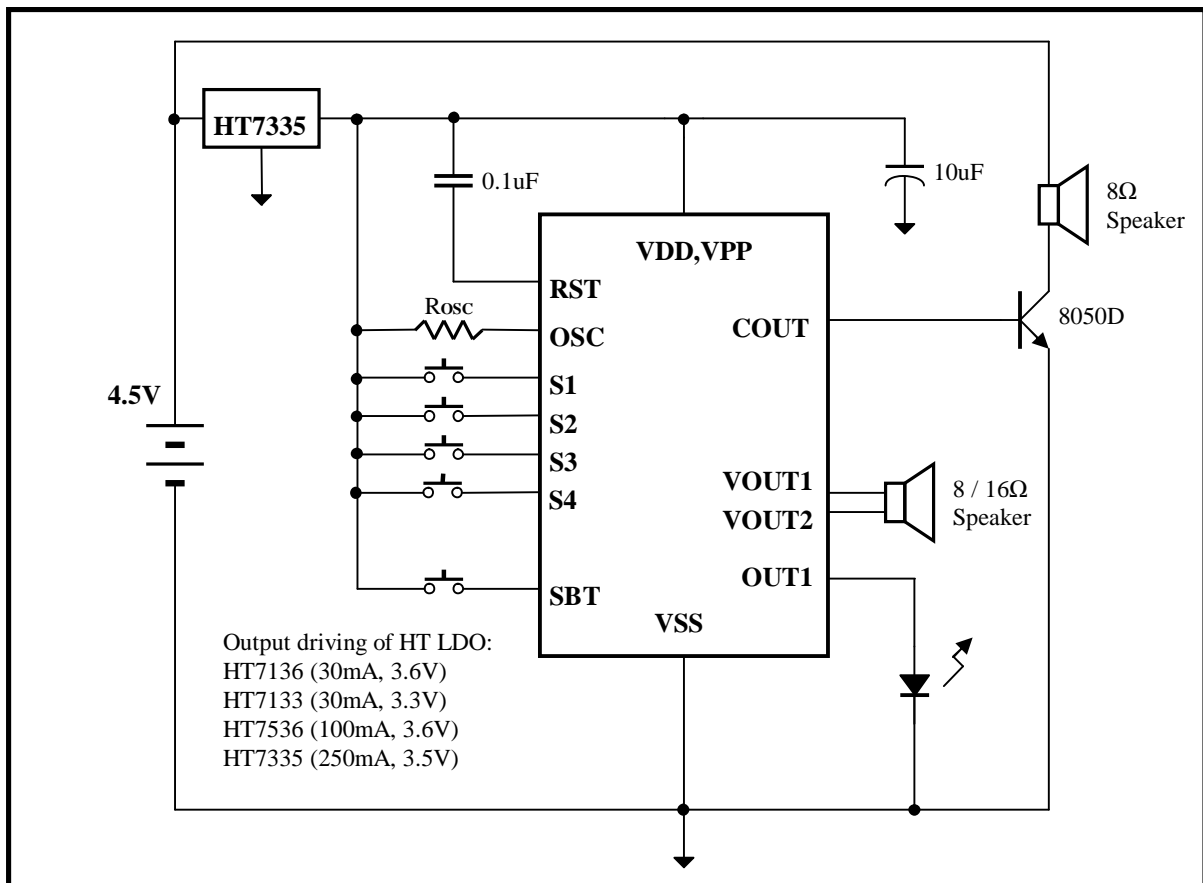 HT7335
0.1uF
10uF
8Ω
Speaker
VDD,VPP
RST
Rosc
OSC
COUT
8050D
S1
4.5V
S2
S3
S4
VOUT1
VOUT2
8 / 16Ω
Speaker
OUT1
SBT
VSS
Output driving of HT LDO:
HT7136 (30mA, 3.6V)
HT7133 (30mA, 3.3V)
HT7536 (100mA, 3.6V)
HT7335 (250mA, 3.5V)